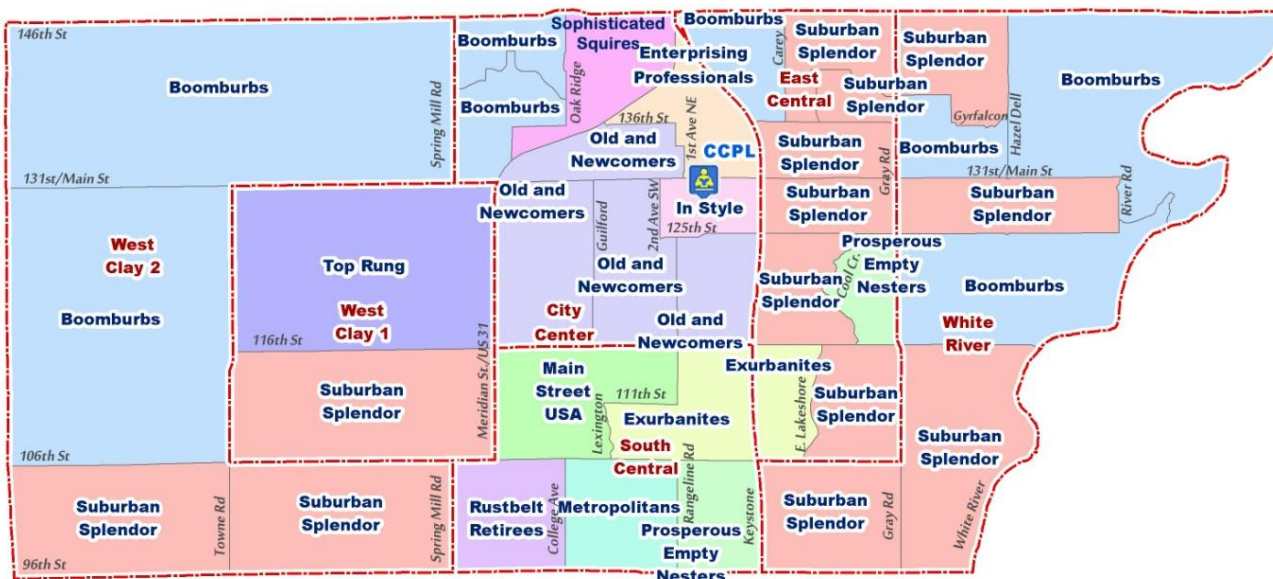 146th St
Boomburbs
Spring Mill Rd
131st/Main St
Boomburbs
Boomburbs
Oak Ridge
Sophisticated
Squires
Enterprising
Professionals
136th St
1st Ave NE
Old and
Newcomers
CCPL
Boomburbs
Carey
Suburban
Splendor
East
Central
Suburban
Splendor
Suburban
Splendor
Gray Rd
Suburban
Splendor
Gyrfalcon
Hazel Dell
Boomburbs
Boomburbs
131st/Main St
Suburban
Splendor
River Rd
West
Clay 2
Boomburbs
Top Rung
West
Clay 1
116th St
Suburban
Splendor
Meridian St./US 31
Old and
Newcomers
Guilford
2nd Ave SW
In Style
125th St
Old and
Newcomers
City
Center
Old and
Newcomers
Suburban
Splendor
Suburban
Splendor
Cool Cr.
Prosperous
Empty
Nesters
Boomburbs
White
River
Main
Street
USA
Lexington
111th St
Exurbanites
Exurbanites
E. Lakeshore
Suburban
Splendor
South
Central
Suburban
Splendor
106th St
Suburban
Splendor
Towne Rd
Suburban
Splendor
Spring Mill Rd
96th St
Rustbelt
Retirees
College Ave
Metropolitans
Rangeline Rd
Prosperous
Empty
Nesters
Keystone
Suburban
Splendor
Gray Rd
White River